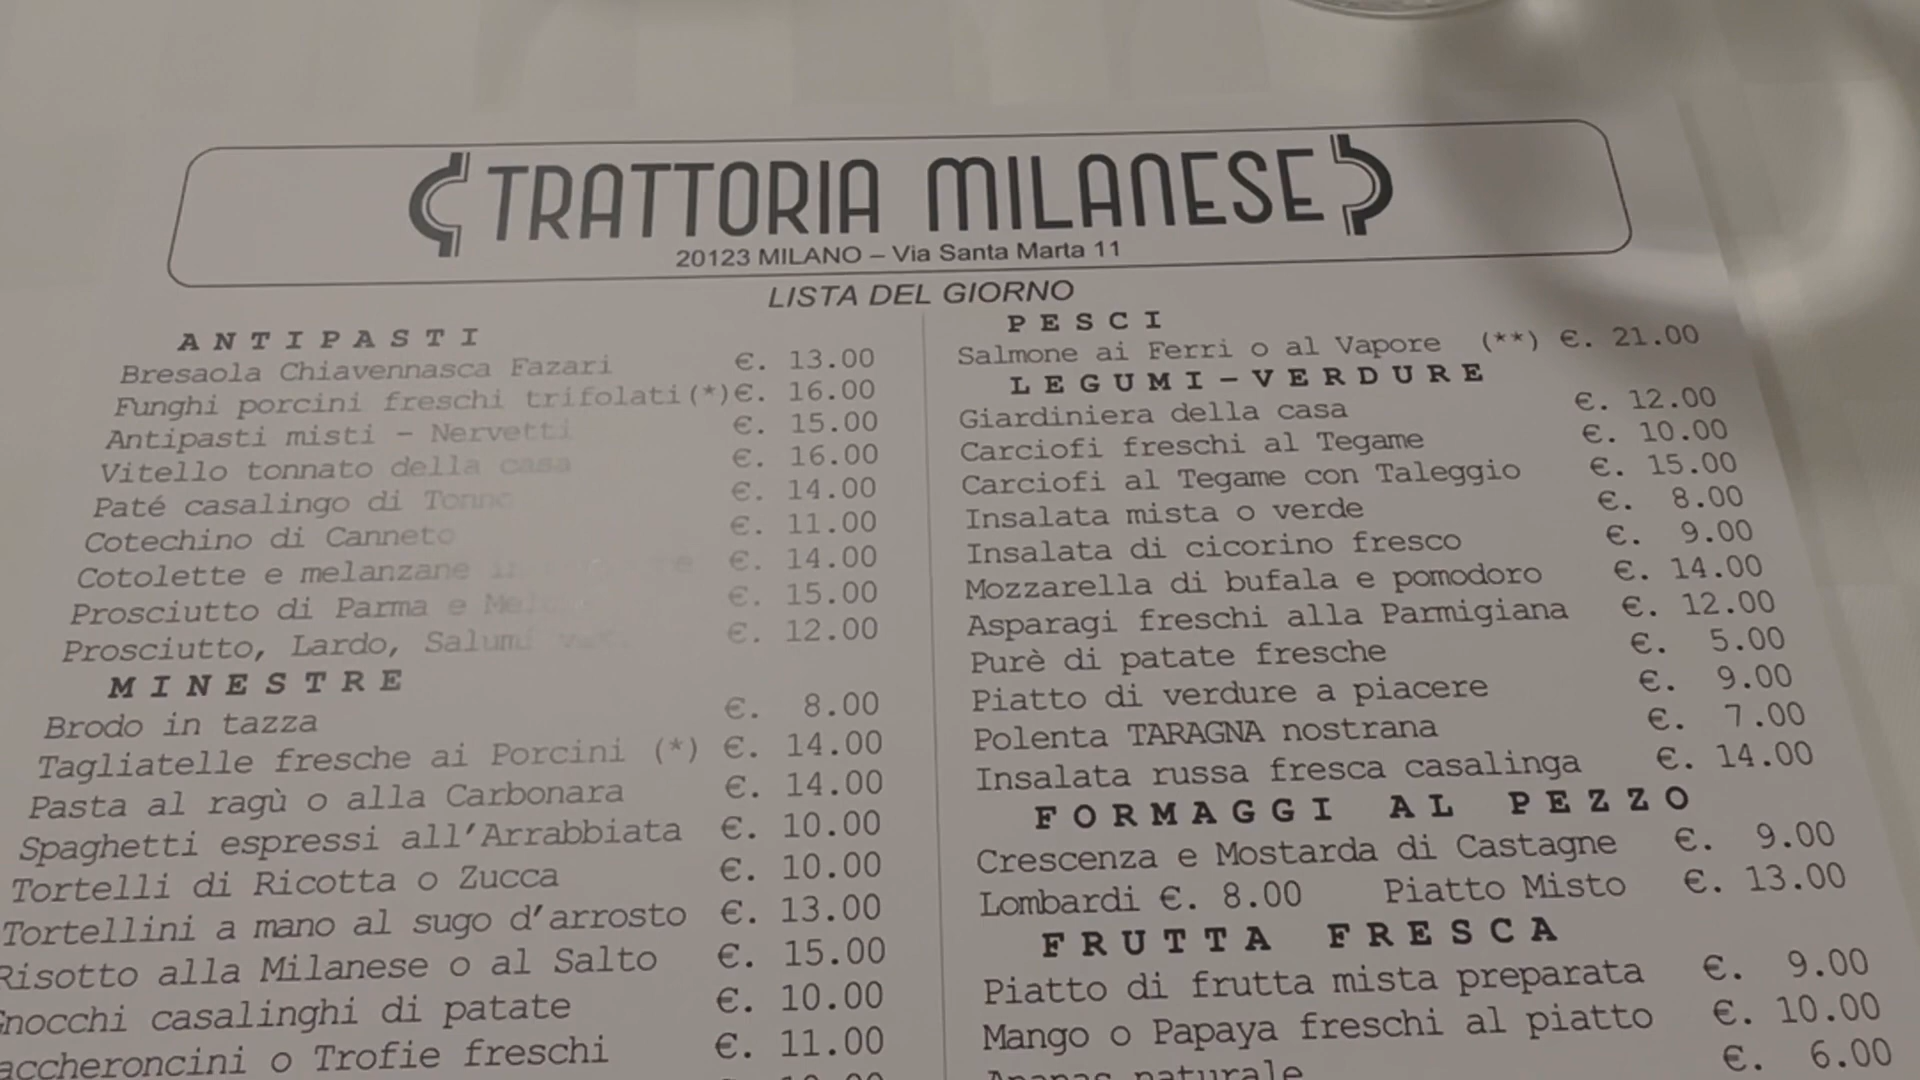 TRATTORIA MILANESE
20123 MILANO – Via Santa Marta 11
LISTA DEL GIORNO
ANTIPASTI
Bresaola Chiavennasca Fazari €. 13.00
Funghi porcini freschi trifolati(*)€. 16.00
Antipasti misti - Nervetti €. 15.00
Vitello tonnato della casa €. 16.00
Paté casalingo di Tonno €. 14.00
Cotechino di Canneto €. 11.00
Cotolette e melanzane in €. 14.00
Prosciutto di Parma e €. 15.00
Prosciutto, Lardo, Salumi €. 12.00
MINESTRE
Brodo in tazza €. 8.00
Tagliatelle fresche ai Porcini (*) €. 14.00
Pasta al ragù o alla Carbonara €. 14.00
Spaghetti espressi all'Arrabbiata €. 10.00
Tortelli di Ricotta o Zucca €. 10.00
Tortellini a mano al sugo d'arrosto €. 13.00
Risotto alla Milanese o al Salto €. 15.00
Gnocchi casalinghi di patate €. 10.00
accheroncini o Trofie freschi €. 11.00
PESCI
Salmone ai Ferri o al Vapore (**) €. 21.00
LEGUMI-VERDURE
Giardiniera della casa €. 12.00
Carciofi freschi al Tegame €. 10.00
Carciofi al Tegame con Taleggio €. 15.00
Insalata mista o verde €. 8.00
Insalata di cicorino fresco €. 9.00
Mozzarella di bufala e pomodoro €. 14.00
Asparagi freschi alla Parmigiana €. 12.00
Purè di patate fresche €. 5.00
Piatto di verdure a piacere €. 9.00
Polenta TARAGNA nostrana €. 7.00
Insalata russa fresca casalinga €. 14.00
FORMAGGI AL PEZZO
Crescenza e Mostarda di Castagne €. 9.00
Lombardi €. 8.00 Piatto Misto €. 13.00
FRUTTA FRESCA
Piatto di frutta mista preparata €. 9.00
Mango o Papaya freschi al piatto €. 10.00
Ananas naturale €. 6.00